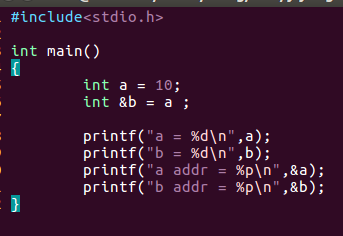 #include<stdio.h>
int main()
{
int a = 10;
int &b = a ;
printf("a = %d\n",a);
printf("b = %d\n",b);
printf("a addr = %p\n",&a);
printf("b addr = %p\n",&b);
}